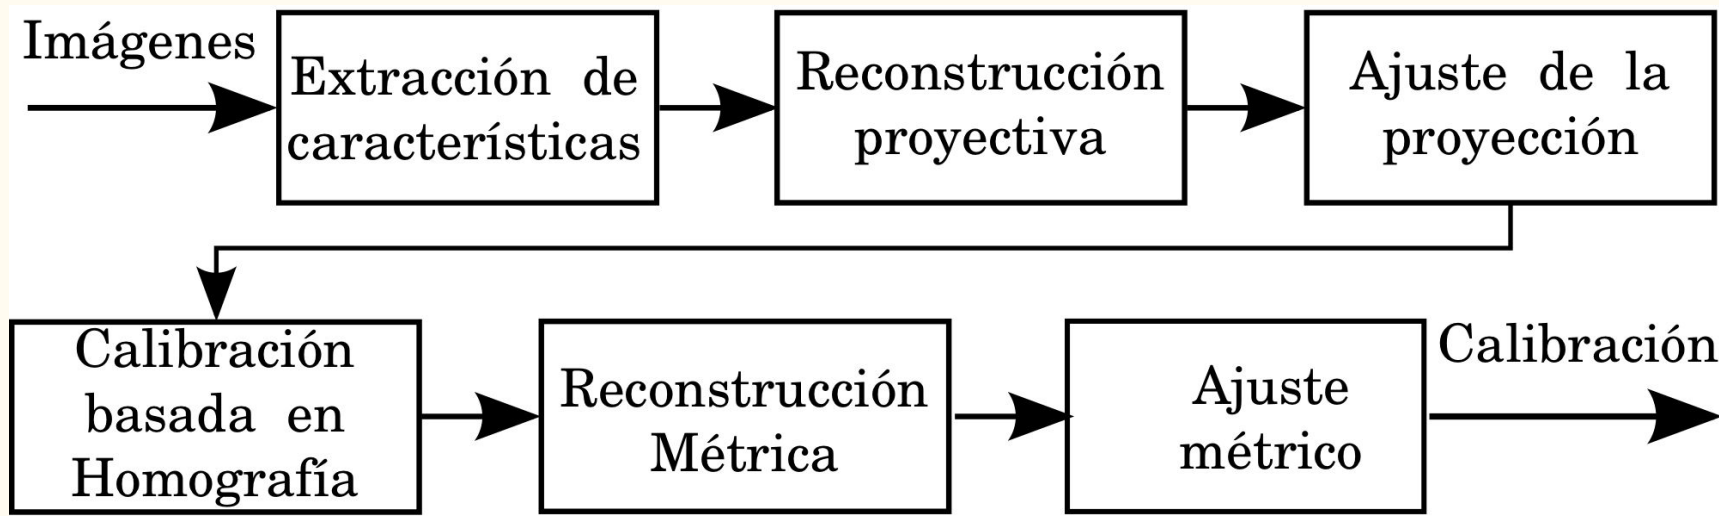 Imágenes
Extracción de
características
Reconstrucción
proyectiva
Ajuste de la
proyección
Calibración
basada en
Homografía
Reconstrucción
Métrica
Ajuste
métrico
Calibración